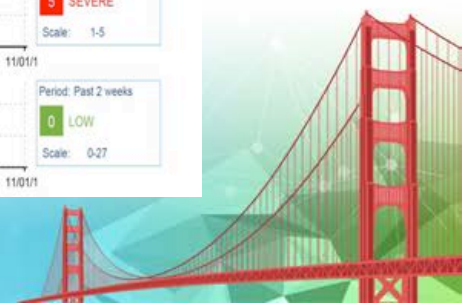 5 SEVERE
Scale: 1-5
11/01/1
Period: Past 2 weeks
0 LOW
Scale: 0-27
11/01/1